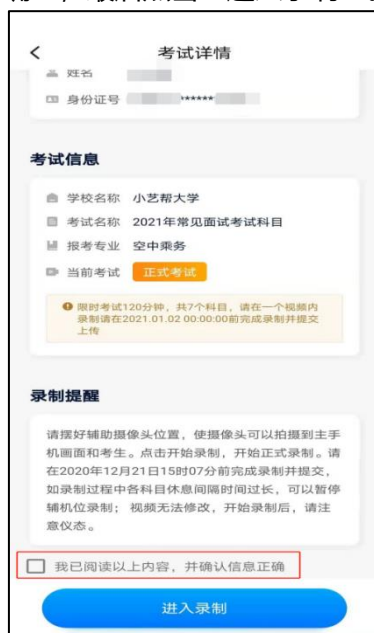 考试详情
姓名
身份证号 ******
考试信息
学校名称 小艺帮大学
考试名称 2021年常见面试考试科目
报考专业 空中乘务
当前考试 正式考试
限时考试120分钟，共7个科目，请在一个视频内
录制请在2021.01.02 00:00:00前完成录制并提交
上传
录制提醒
请摆好辅助摄像头位置，使摄像头可以拍摄到主手
机画面和考生。点击开始录制，开始正式录制。请
在2020年12月21日15时07分前完成录制并提交，
如录制过程中各科目休息间隔时间过长，可以暂停
辅机位录制；视频无法修改，开始录制后，请注
意仪态。
我已阅读以上内容，并确认信息正确
进入录制